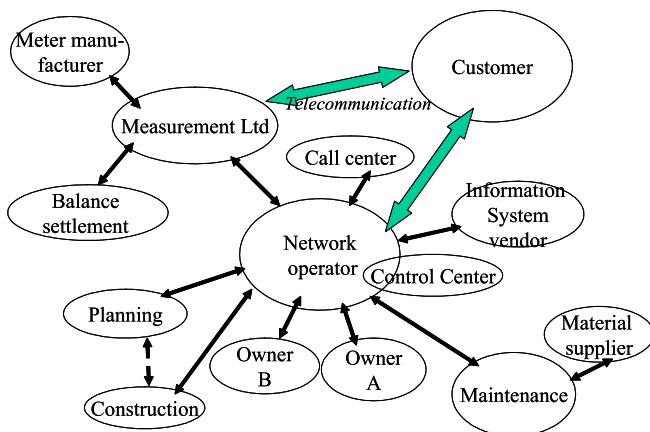 Meter manu-
facturer
Customer
Telecommunication
Measurement Ltd
Call center
Balance
settlement
Information
System
vendor
Network
operator
Control Center
Planning
Material
supplier
Owner
B
Owner
A
Maintenance
Construction